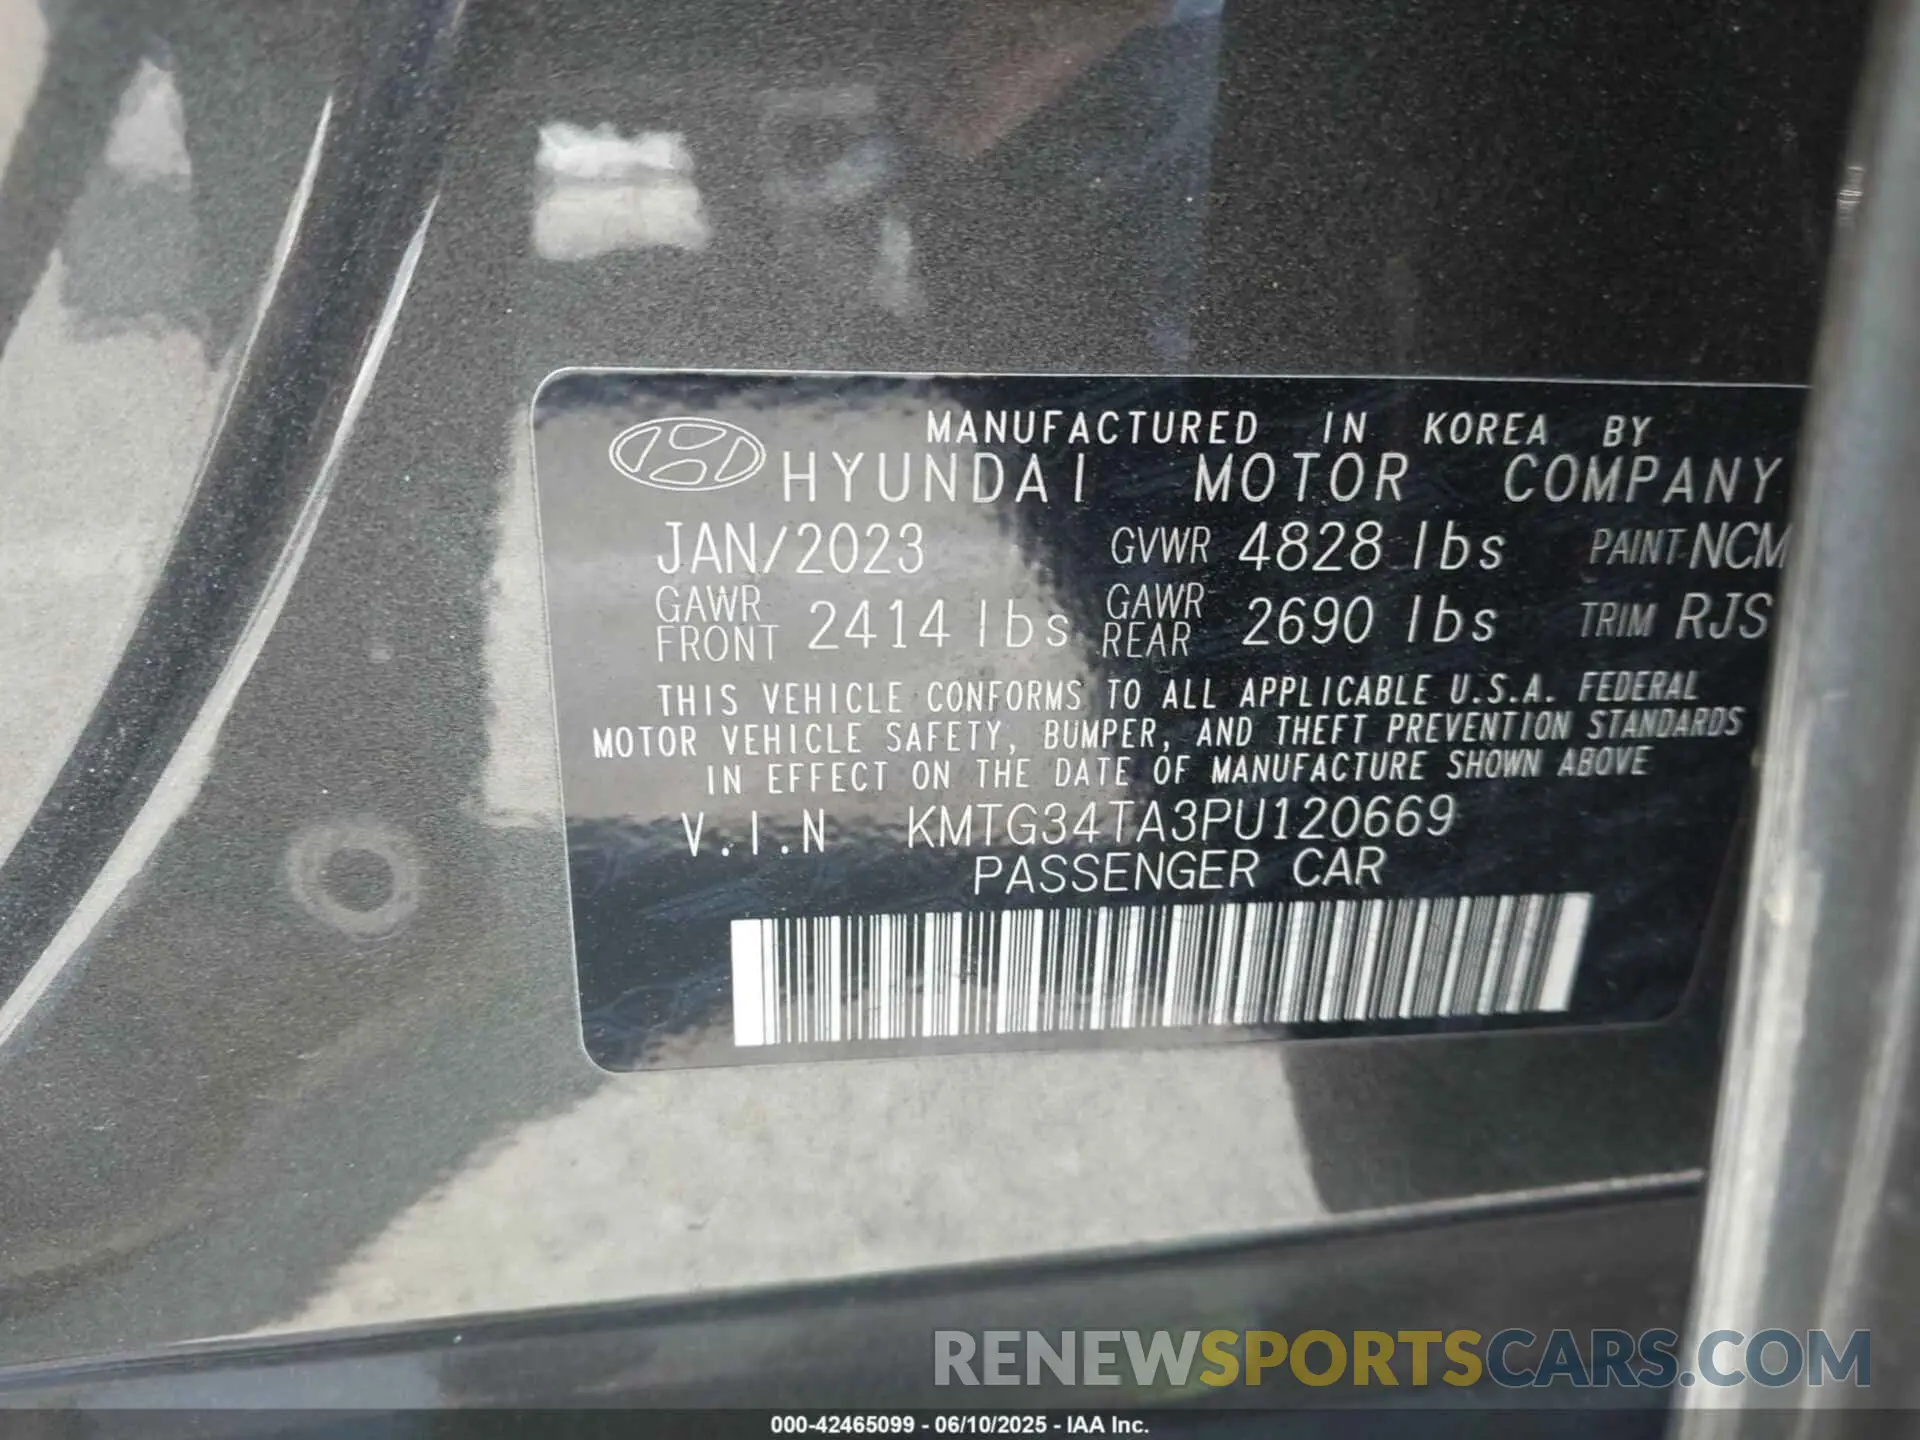 MANUFACTURED IN KOREA BY
HYUNDAI MOTOR COMPANY
JAN/2023 GVWR 4828 lbs PAINT NCM
GAWR FRONT 2414 lbs GAWR REAR 2690 lbs TRIM RJS
THIS VEHICLE CONFORMS TO ALL APPLICABLE U.S.A. FEDERAL
MOTOR VEHICLE SAFETY, BUMPER, AND THEFT PREVENTION STANDARDS
IN EFFECT ON THE DATE OF MANUFACTURE SHOWN ABOVE
V.I.N KMTG34TA3PU120669
PASSENGER CAR
RENEWSPORTSCARS.COM
000-42465099 - 06/10/2025 - IAA Inc.